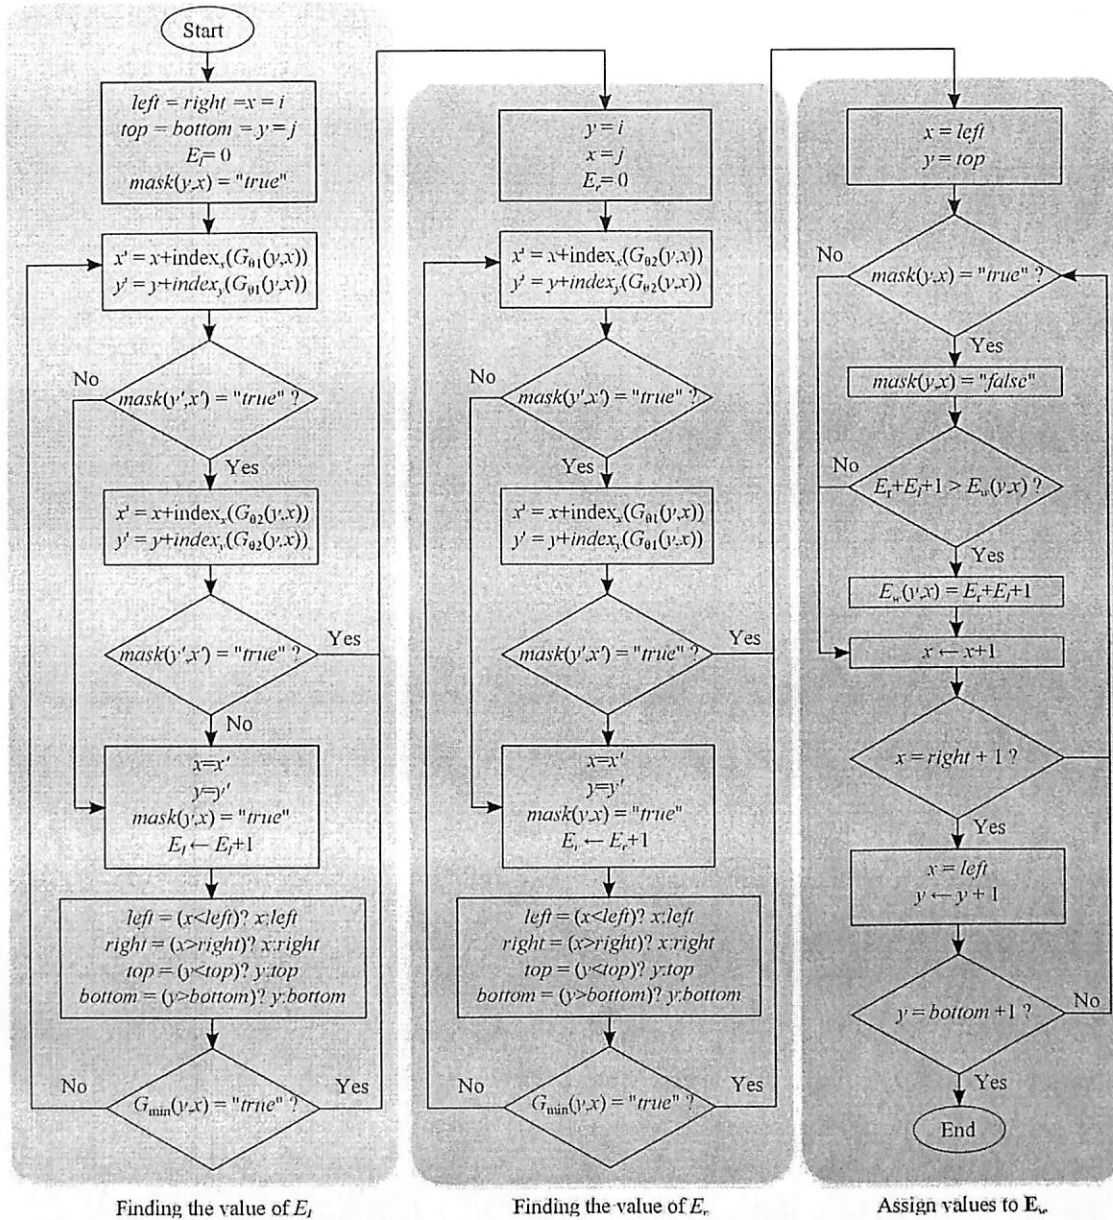 Start
left = right =x = i
top = bottom = y = j
E_l=0
mask(y,x) = "true"
x' = x+index_x(G_θ1(y,x))
y' = y+index_y(G_θ1(y,x))
No
mask(y',x') = "true" ?
Yes
x' = x+index_x(G_θ2(y,x))
y' = y+index_y(G_θ2(y,x))
mask(y',x') = "true" ?
Yes
No
x=x'
y=y'
mask(y,x) = "true"
E_l ← E_l+1
left = (x<left)? x:left
right = (x>right)? x:right
top = (y<top)? y:top
bottom = (y>bottom)? y:bottom
No
G_min(y,x) = "true" ?
Yes
Finding the value of E_l
y = i
x = j
E_r=0
x' = x+index_x(G_θ2(y,x))
y' = y+index_y(G_θ2(y,x))
No
mask(y',x') = "true" ?
Yes
x' = x+index_x(G_θ1(y,x))
y' = y+index_y(G_θ1(y,x))
mask(y',x') = "true" ?
Yes
No
x=x'
y=y'
mask(y,x) = "true"
E_r ← E_r+1
left = (x<left)? x:left
right = (x>right)? x:right
top = (y<top)? y:top
bottom = (y>bottom)? y:bottom
No
G_min(y,x) = "true" ?
Yes
Finding the value of E_r
x = left
y = top
No
mask(y,x) = "true" ?
Yes
mask(y,x) = "false"
No
E_r+E_l+1 > E_w(y,x) ?
Yes
E_w(y,x) = E_r+E_l+1
x ← x+1
x = right + 1 ?
Yes
x = left
y ← y + 1
y = bottom +1 ?
No
Yes
End
Assign values to E_w